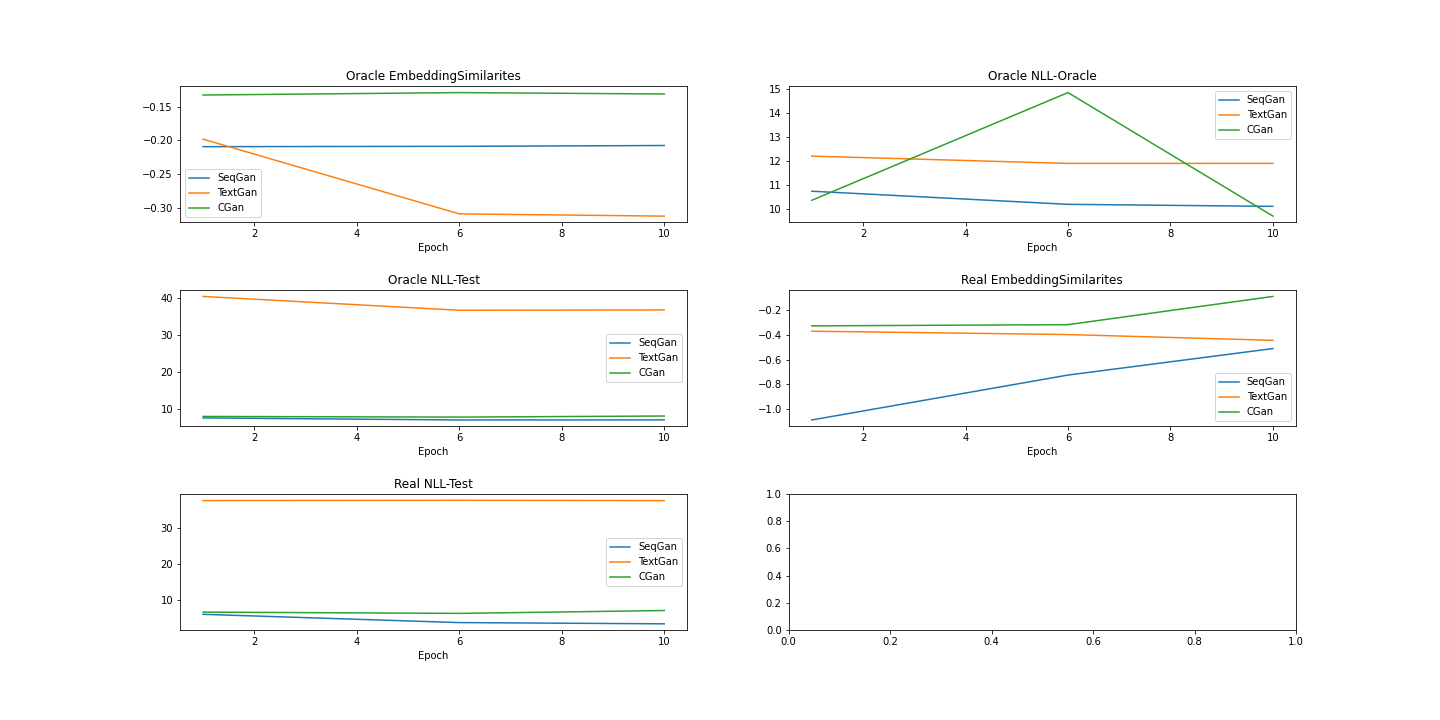 Oracle EmbeddingSimilarites
−0.15
−0.20
−0.25
−0.30
SeqGan
TextGan
CGan
2 4 6 8 10
Epoch
Oracle NLL-Oracle
15
14
13
12
11
10
SeqGan
TextGan
CGan
2 4 6 8 10
Epoch
Oracle NLL-Test
40
30
20
10
SeqGan
TextGan
CGan
2 4 6 8 10
Epoch
Real EmbeddingSimilarites
−0.2
−0.4
−0.6
−0.8
−1.0
SeqGan
TextGan
CGan
2 4 6 8 10
Epoch
Real NLL-Test
30
20
10
SeqGan
TextGan
CGan
2 4 6 8 10
Epoch
1.0
0.8
0.6
0.4
0.2
0.0
0.0 0.2 0.4 0.6 0.8 1.0